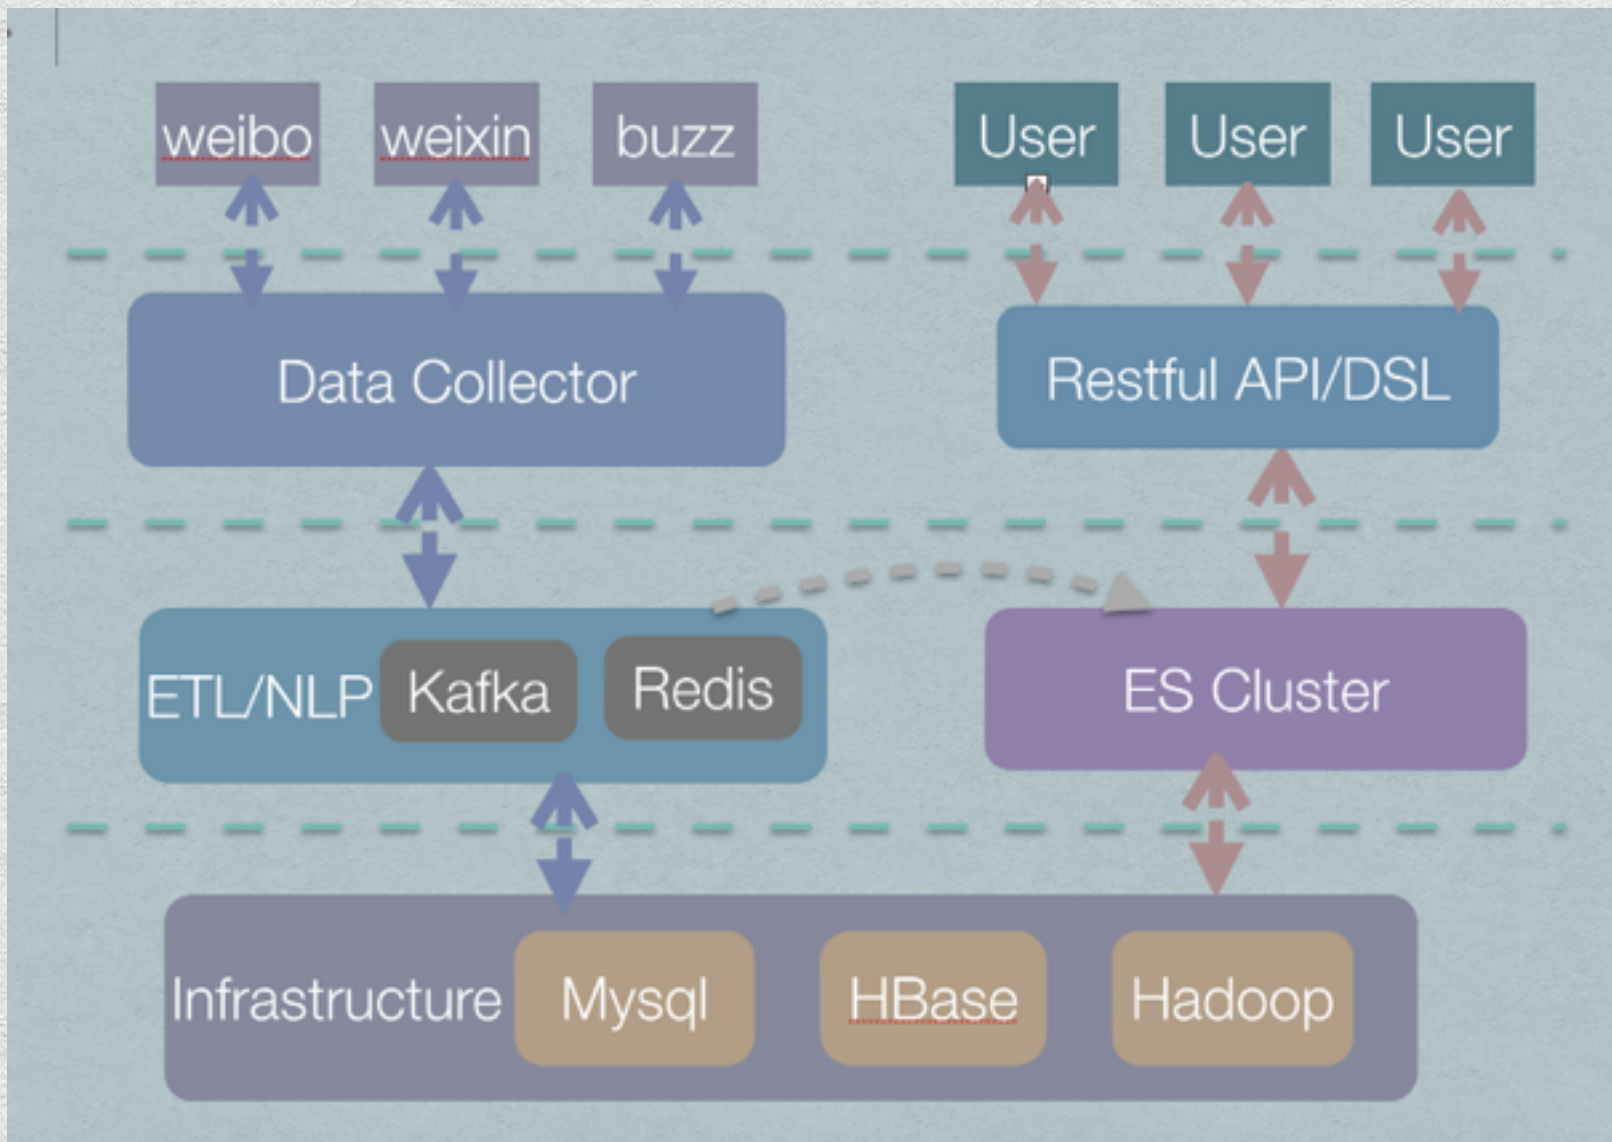 weibo
weixin
buzz
User
User
User
Data Collector
Restful API/DSL
ETL/NLP
Kafka
Redis
ES Cluster
Infrastructure
Mysql
HBase
Hadoop